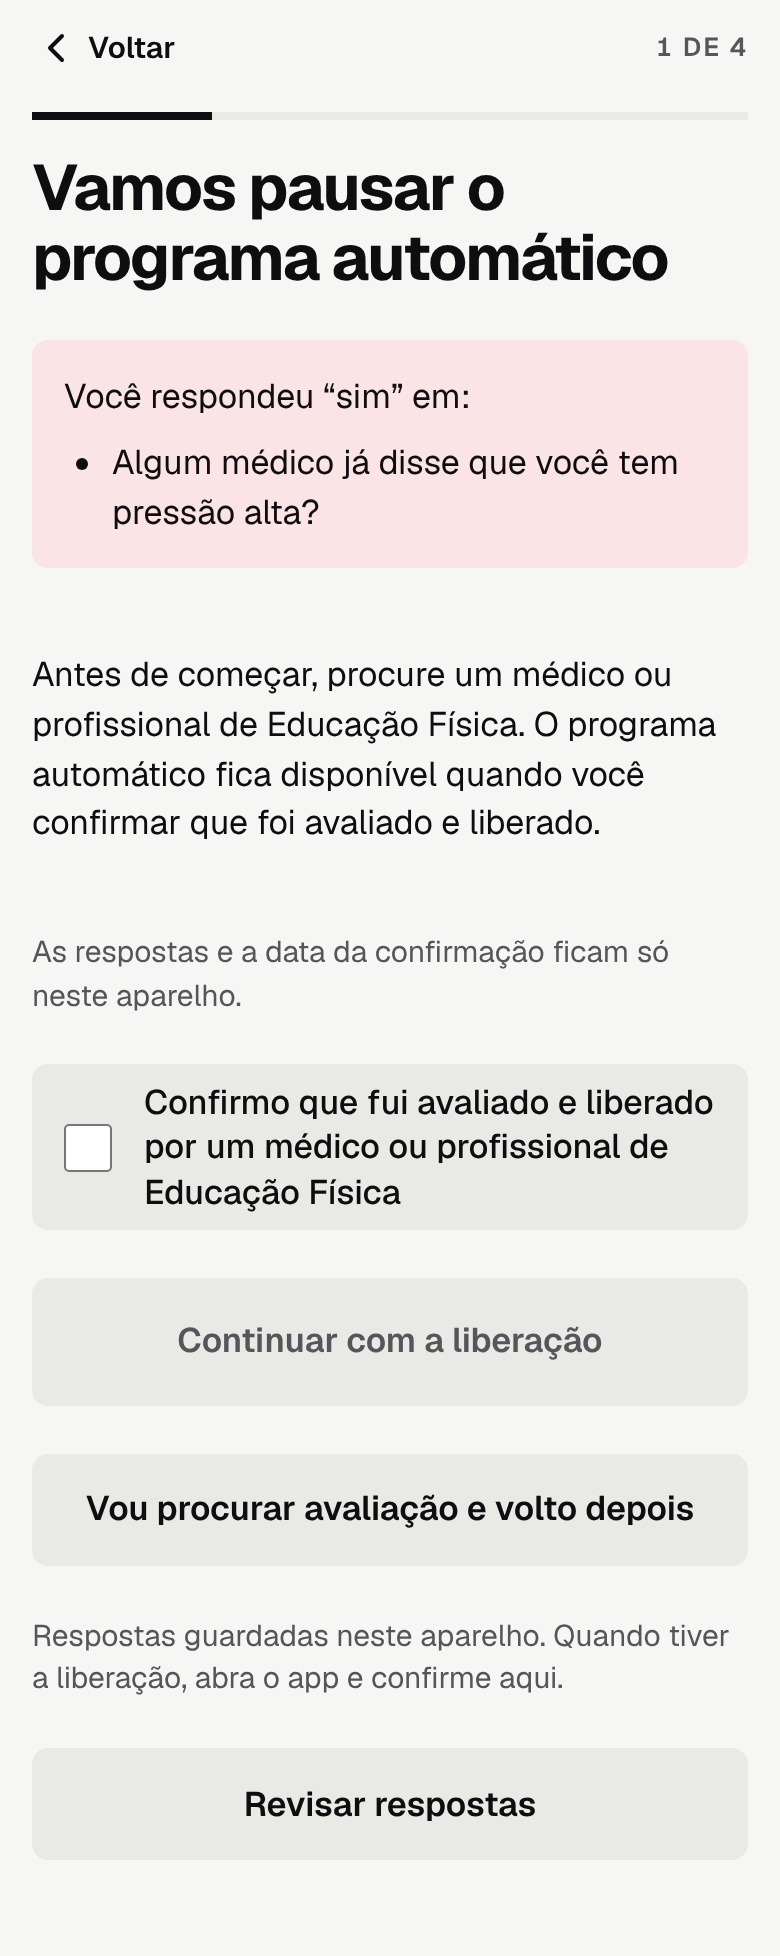 Voltar
1 DE 4
Vamos pausar o
programa automático
Você respondeu “sim” em:
• Algum médico já disse que você tem
pressão alta?
Antes de começar, procure um médico ou
profissional de Educação Física. O programa
automático fica disponível quando você
confirmar que foi avaliado e liberado.
As respostas e a data da confirmação ficam só
neste aparelho.
Confirmo que fui avaliado e liberado
por um médico ou profissional de
Educação Física
Continuar com a liberação
Vou procurar avaliação e volto depois
Respostas guardadas neste aparelho. Quando tiver
a liberação, abra o app e confirme aqui.
Revisar respostas